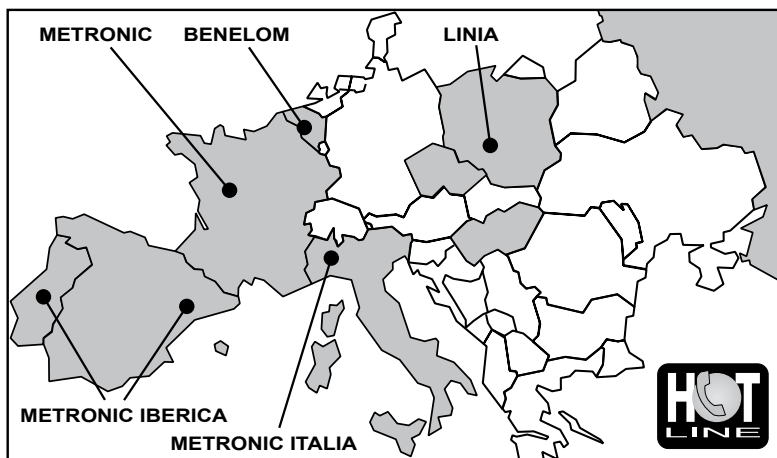 METRONIC
BENELOM
LINIA
METRONIC IBERICA
METRONIC ITALIA
HOT
LINE